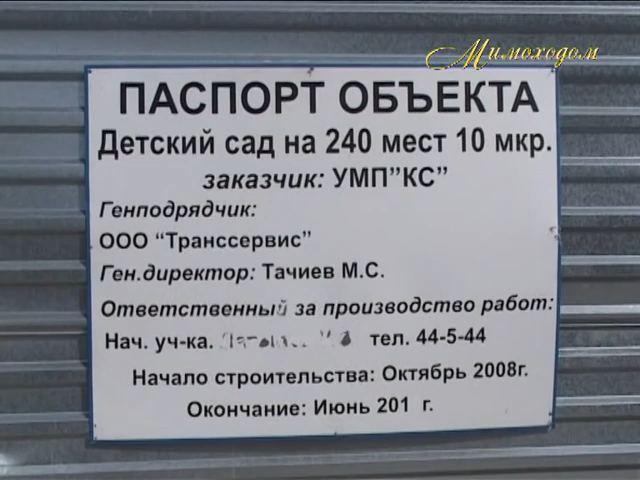 Мимоходом
ПАСПОРТ ОБЪЕКТА
Детский сад на 240 мест 10 мкр.
заказчик: УМП"КС"
Генподрядчик:
ООО "Транссервис"
Ген.директор: Тачиев М.С.
Ответственный за производство работ:
Нач. уч-ка. тел. 44-5-44
Начало строительства: Октябрь 2008г.
Окончание: Июнь 201 г.